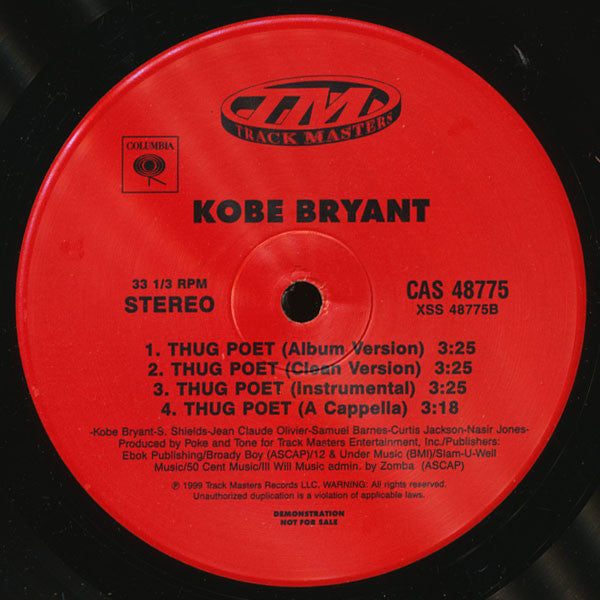 TM
TRACK MASTERS
COLUMBIA
KOBE BRYANT
33 1/3 RPM
STEREO
CAS 48775
XSS 48775B
1. THUG POET (Album Version) 3:25
2. THUG POET (Clean Version) 3:25
3. THUG POET (Instrumental) 3:25
4. THUG POET (A Cappella) 3:18
-Kobe Bryant-S. Shields-Jean Claude Olivier-Samuel Barnes-Curtis Jackson-Nasir Jones-
Produced by Poke and Tone for Track Masters Entertainment, Inc./Publishers:
Ebok Publishing/Broady Boy (ASCAP)/12 & Under Music (BMI)/Slam-U-Well
Music/50 Cent Music/Ill Will Music admin. by Zomba (ASCAP)
℗ 1999 Track Masters Records LLC. WARNING: All rights reserved.
Unauthorized duplication is a violation of applicable laws.
DEMONSTRATION
NOT FOR SALE